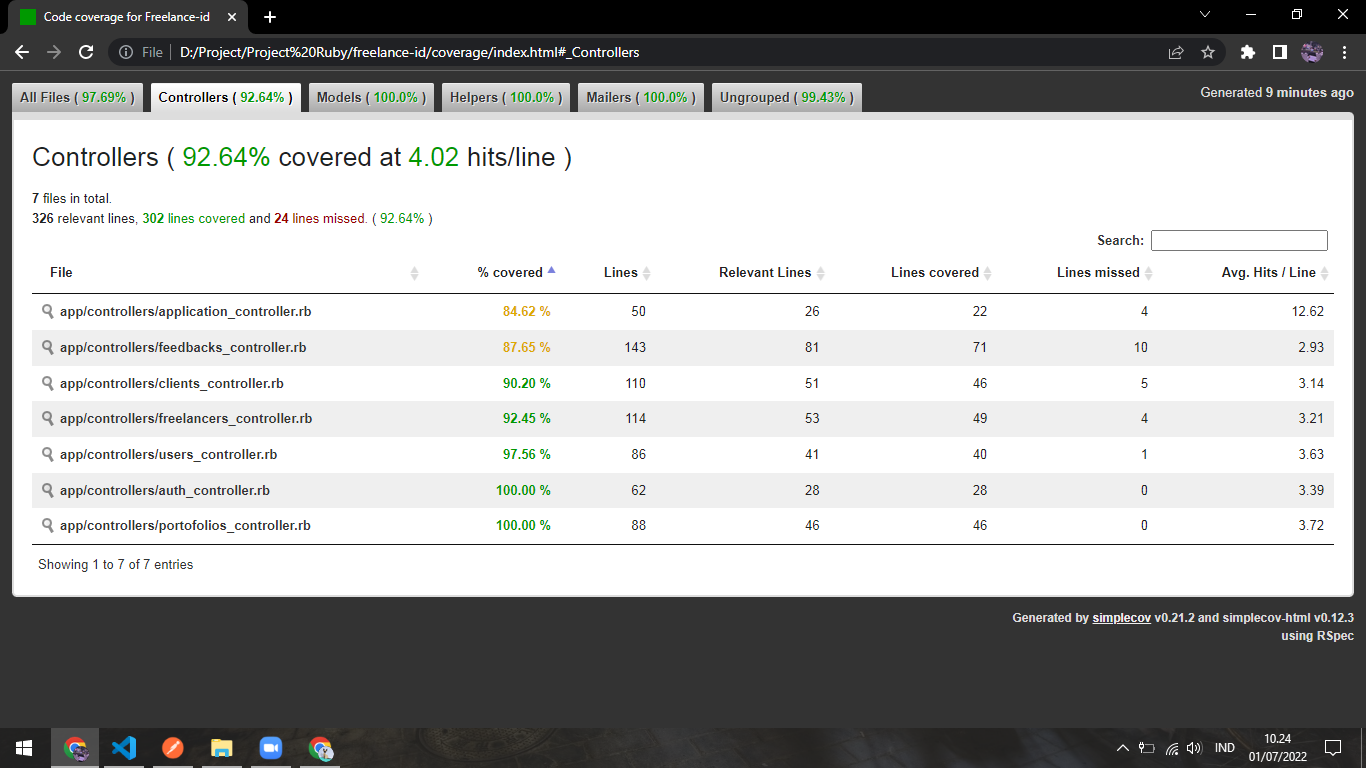 Code coverage for Freelance-id
File D:/Project/Project%20Ruby/freelance-id/coverage/index.html#_Controllers
All Files ( 97.69% ) Controllers ( 92.64% ) Models ( 100.0% ) Helpers ( 100.0% ) Mailers ( 100.0% ) Ungrouped ( 99.43% ) Generated 9 minutes ago
Controllers ( 92.64% covered at 4.02 hits/line )
7 files in total.
326 relevant lines, 302 lines covered and 24 lines missed. ( 92.64% )
Search:
File % covered Lines Relevant Lines Lines covered Lines missed Avg. Hits / Line
app/controllers/application_controller.rb 84.62 % 50 26 22 4 12.62
app/controllers/feedbacks_controller.rb 87.65 % 143 81 71 10 2.93
app/controllers/clients_controller.rb 90.20 % 110 51 46 5 3.14
app/controllers/freelancers_controller.rb 92.45 % 114 53 49 4 3.21
app/controllers/users_controller.rb 97.56 % 86 41 40 1 3.63
app/controllers/auth_controller.rb 100.00 % 62 28 28 0 3.39
app/controllers/portofolios_controller.rb 100.00 % 88 46 46 0 3.72
Showing 1 to 7 of 7 entries
Generated by simplecov v0.21.2 and simplecov-html v0.12.3
using RSpec
IND 10.24
01/07/2022